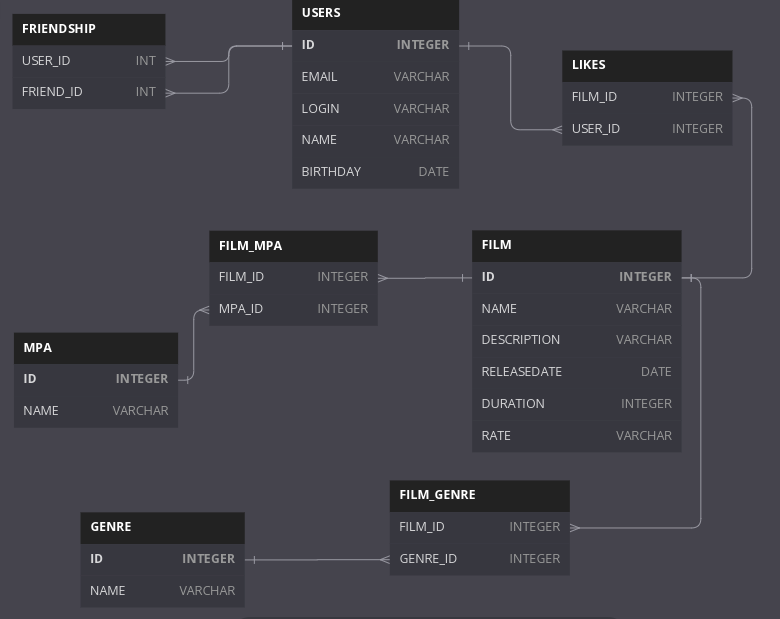 FRIENDSHIP
USER_ID INT
FRIEND_ID INT
USERS
ID INTEGER
EMAIL VARCHAR
LOGIN VARCHAR
NAME VARCHAR
BIRTHDAY DATE
LIKES
FILM_ID INTEGER
USER_ID INTEGER
FILM_MPA
FILM_ID INTEGER
MPA_ID INTEGER
FILM
ID INTEGER
NAME VARCHAR
DESCRIPTION VARCHAR
RELEASEDATE DATE
DURATION INTEGER
RATE VARCHAR
MPA
ID INTEGER
NAME VARCHAR
FILM_GENRE
FILM_ID INTEGER
GENRE_ID INTEGER
GENRE
ID INTEGER
NAME VARCHAR